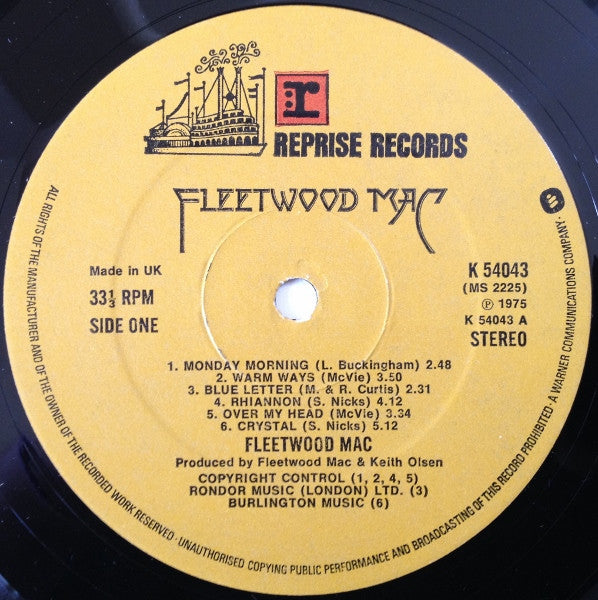 r:
REPRISE RECORDS
FLEETWOOD MAC
Made in UK
33⅓ RPM
SIDE ONE
K 54043
(MS 2225)
℗ 1975
K 54043 A
STEREO
1. MONDAY MORNING (L. Buckingham) 2.48
2. WARM WAYS (McVie) 3.50
3. BLUE LETTER (M. & R. Curtis) 2.31
4. RHIANNON (S. Nicks) 4.12
5. OVER MY HEAD (McVie) 3.34
6. CRYSTAL (S. Nicks) 5.12
FLEETWOOD MAC
Produced by Fleetwood Mac & Keith Olsen
COPYRIGHT CONTROL (1, 2, 4, 5)
RONDOR MUSIC (LONDON) LTD. (3)
BURLINGTON MUSIC (6)
ALL RIGHTS OF THE MANUFACTURER AND OF THE OWNER OF THE RECORDED WORK RESERVED · UNAUTHORISED COPYING PUBLIC PERFORMANCE AND BROADCASTING OF THIS RECORD PROHIBITED · A WARNER COMMUNICATIONS COMPANY ·